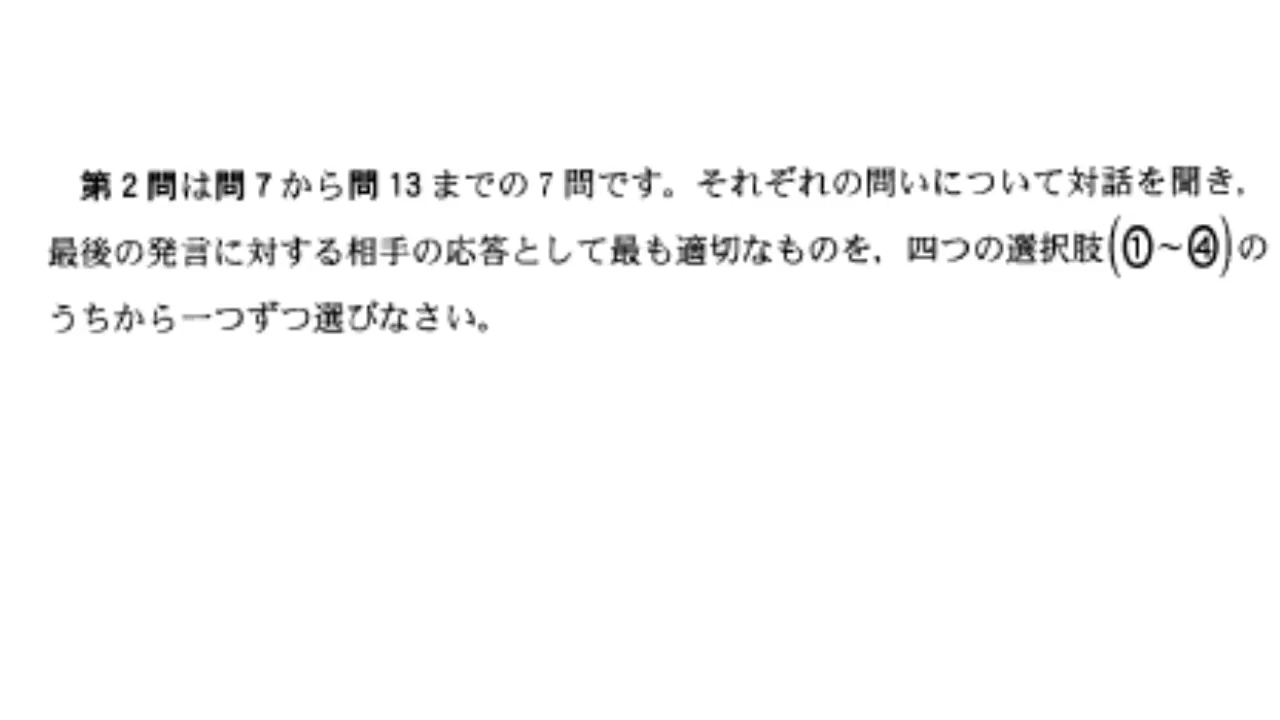 第2問は問7から問13までの7問です。それぞれの問いについて対話を聞き,
最後の発言に対する相手の応答として最も適切なものを,四つの選択肢(①~④)の
うちから一つずつ選びなさい。